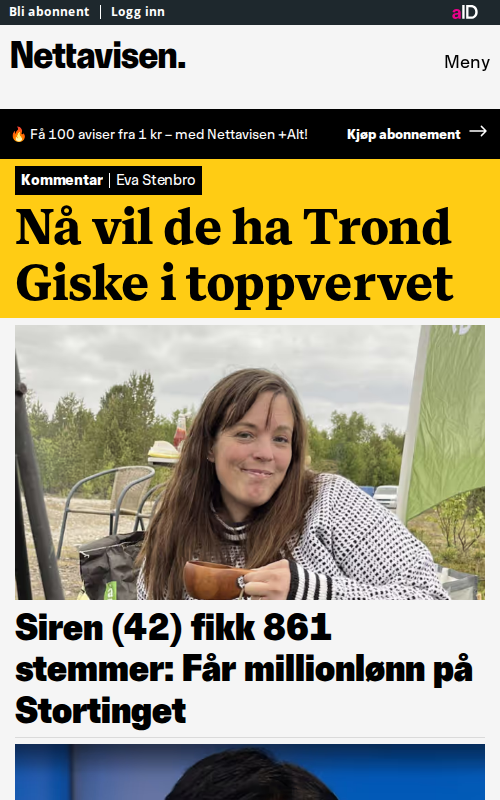 Bli abonnent | Logg inn
aID
Nettavisen.
Meny
🔥 Få 100 aviser fra 1 kr – med Nettavisen +Alt!
Kjøp abonnement →
Kommentar | Eva Stenbro
Nå vil de ha Trond
Giske i toppvervet
Siren (42) fikk 861
stemmer: Får millionlønn på
Stortinget